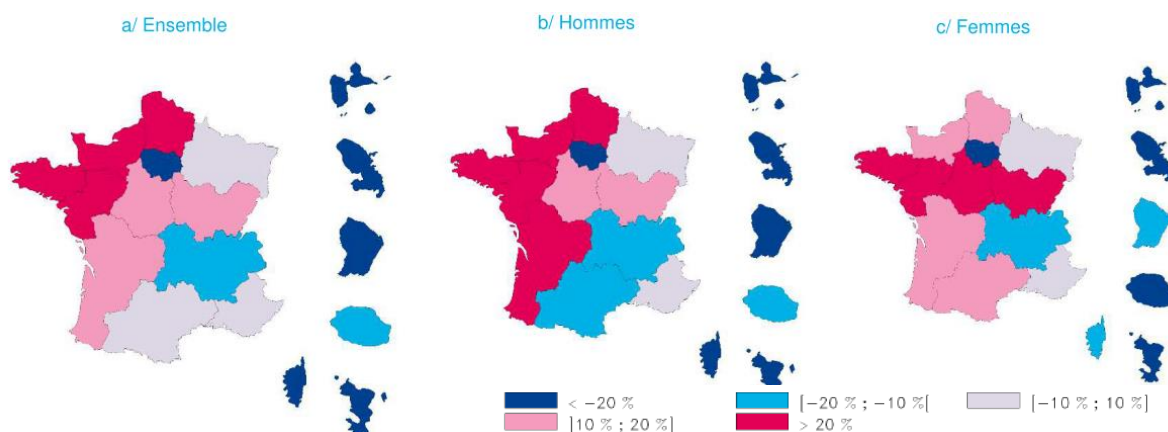 a/ Ensemble
b/ Hommes
c/ Femmes
< −20 %
[−20 % ; −10 %[
[−10 % ; 10 %]
]10 % ; 20 %]
> 20 %